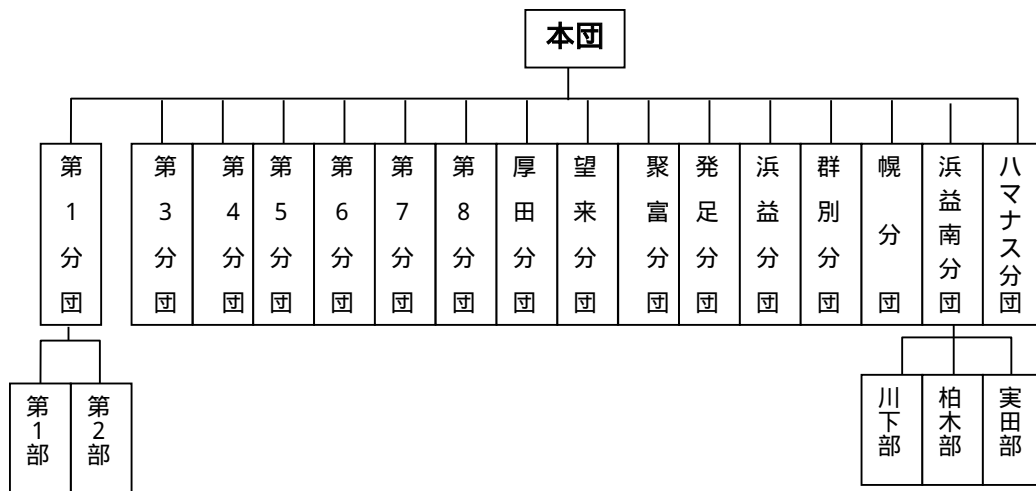 本団
第1分団
第3分団
第4分団
第5分団
第6分団
第7分団
第8分団
厚田分団
望来分団
聚富分団
発足分団
浜益分団
群別分団
幌分団
浜益南分団
ハマナス分団
第1部
第2部
川下部
柏木部
実田部